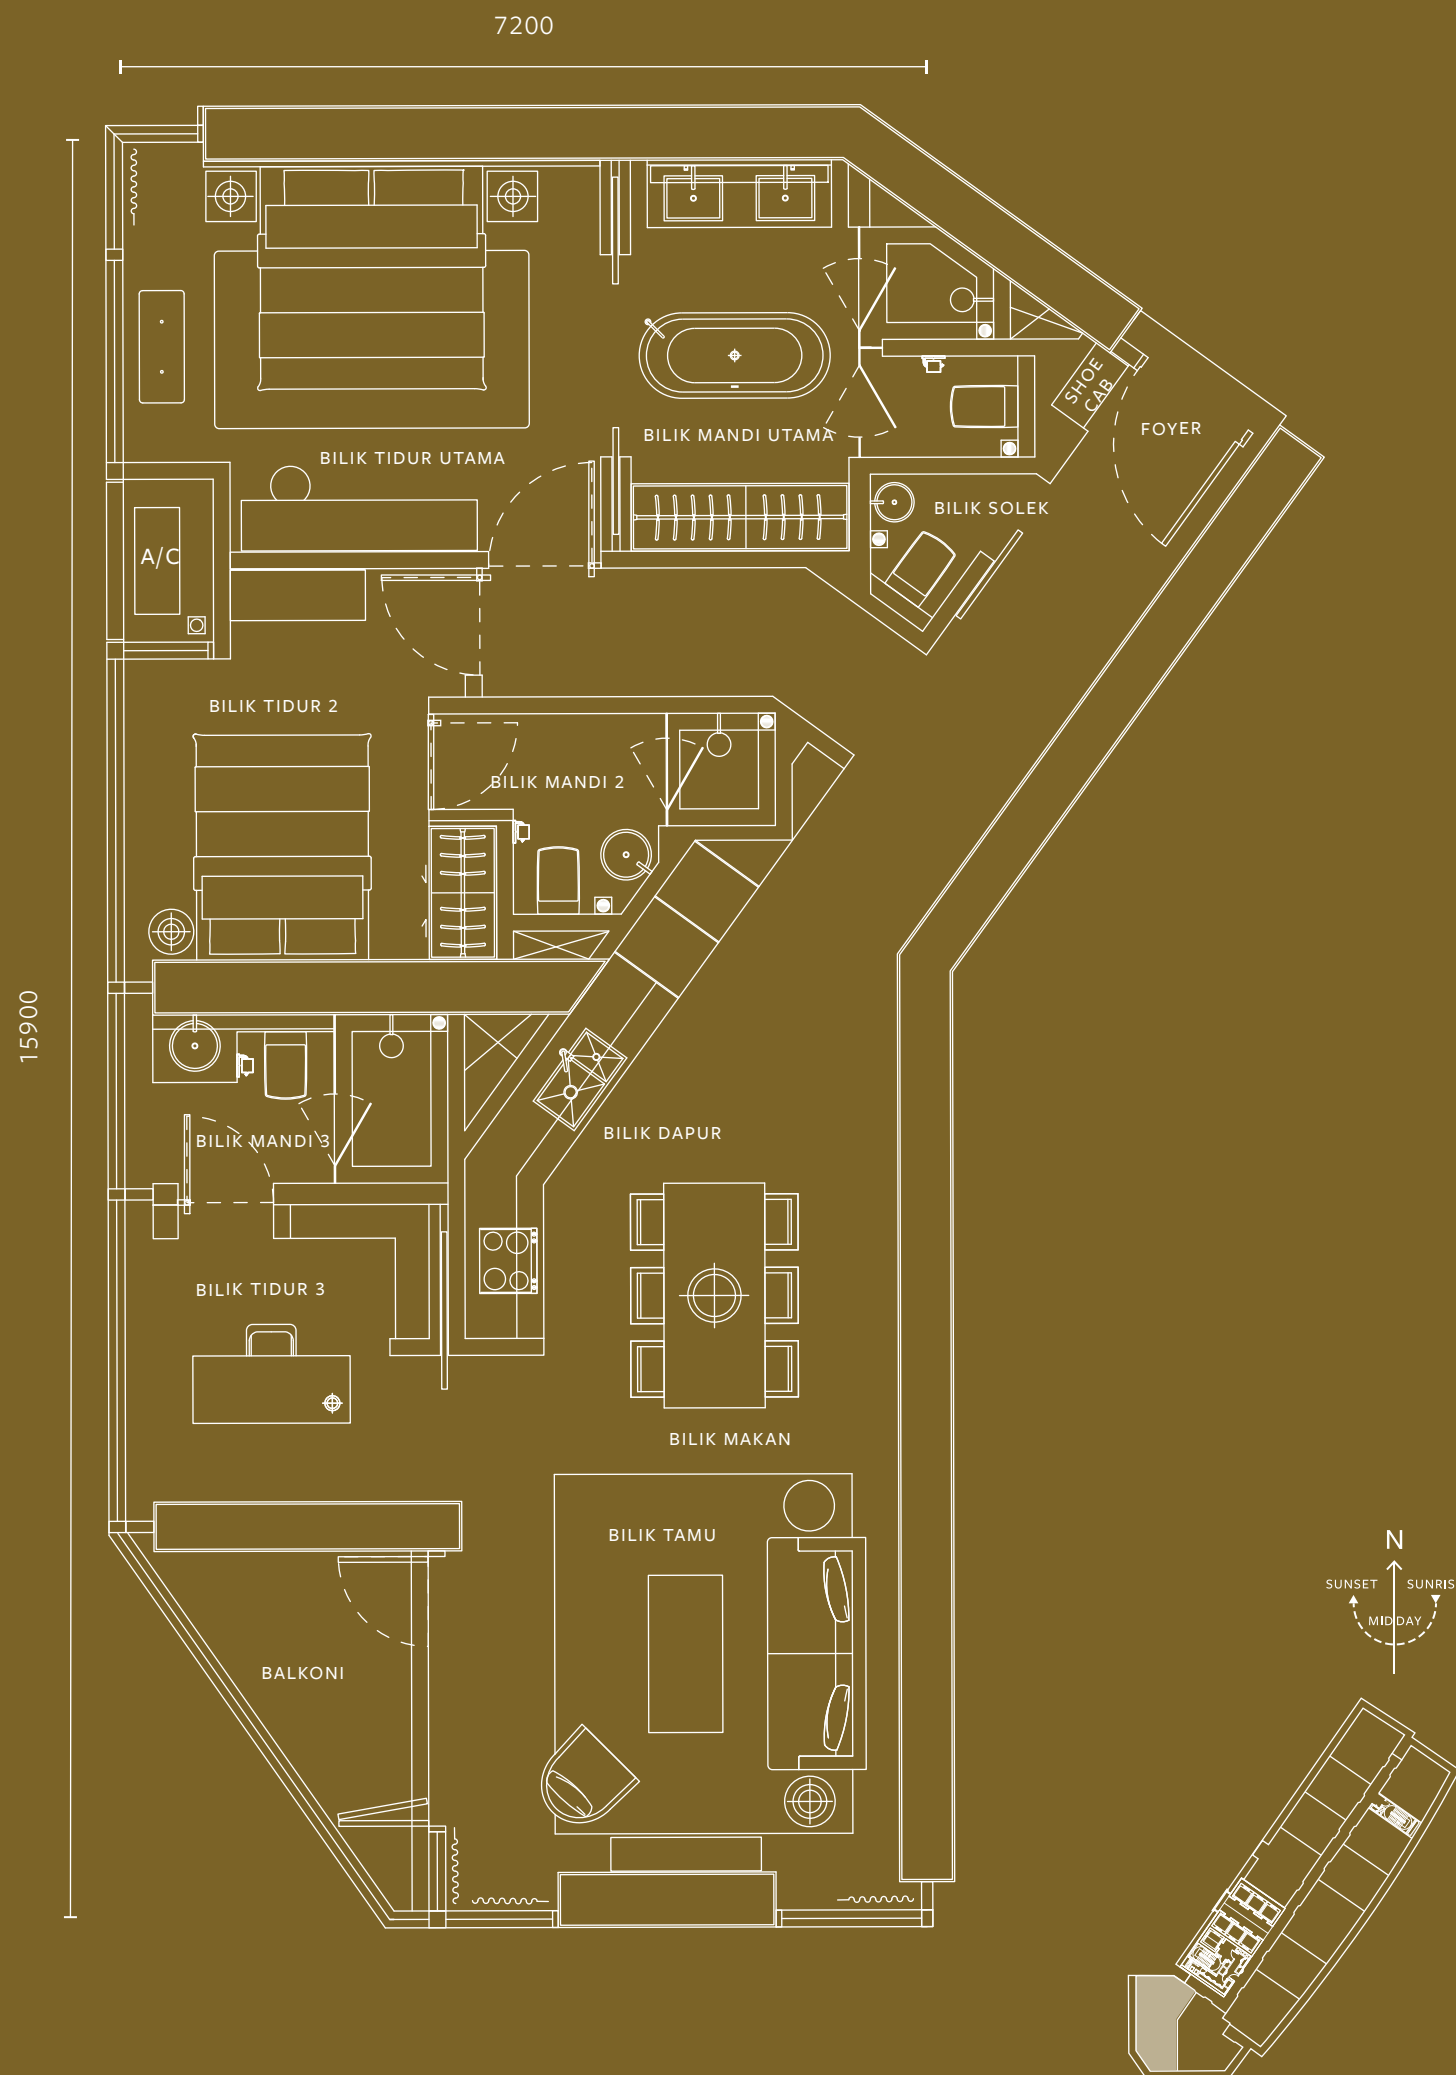 7200
SHOE
CAB
FOYER
BILIK MANDI UTAMA
BILIK TIDUR UTAMA
BILIK SOLEK
A/C
BILIK TIDUR 2
BILIK MANDI 2
15900
BILIK DAPUR
BILIK MANDI 3
BILIK TIDUR 3
BILIK MAKAN
BILIK TAMU
N
SUNSET
SUNRIS
MIDDAY
BALKONI